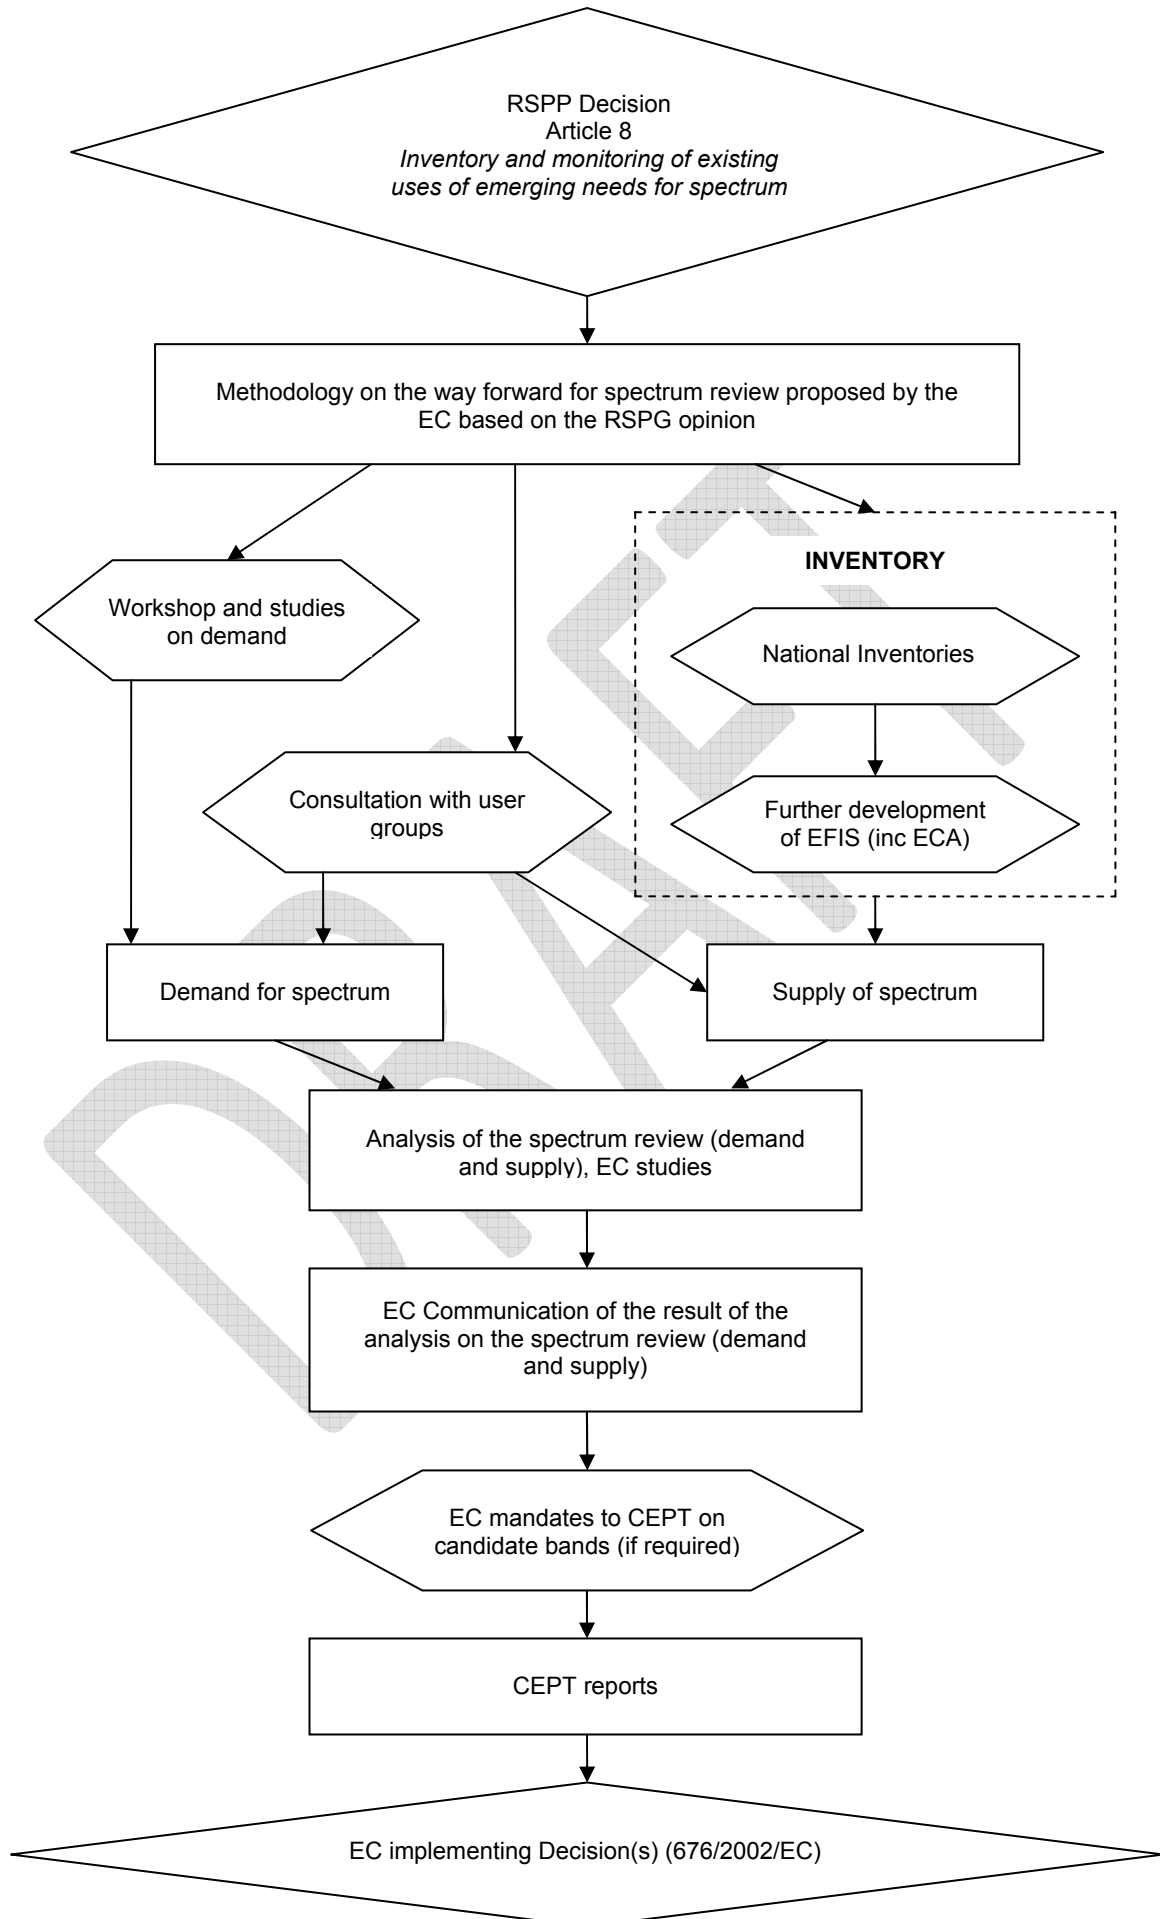 RSPP Decision
Article 8
Inventory and monitoring of existing
uses of emerging needs for spectrum
Methodology on the way forward for spectrum review proposed by the
EC based on the RSPG opinion
INVENTORY
Workshop and studies
on demand
National Inventories
Consultation with user
groups
Further development
of EFIS (inc ECA)
Demand for spectrum
Supply of spectrum
Analysis of the spectrum review (demand
and supply), EC studies
EC Communication of the result of the
analysis on the spectrum review (demand
and supply)
EC mandates to CEPT on
candidate bands (if required)
CEPT reports
EC implementing Decision(s) (676/2002/EC)
DRAFT